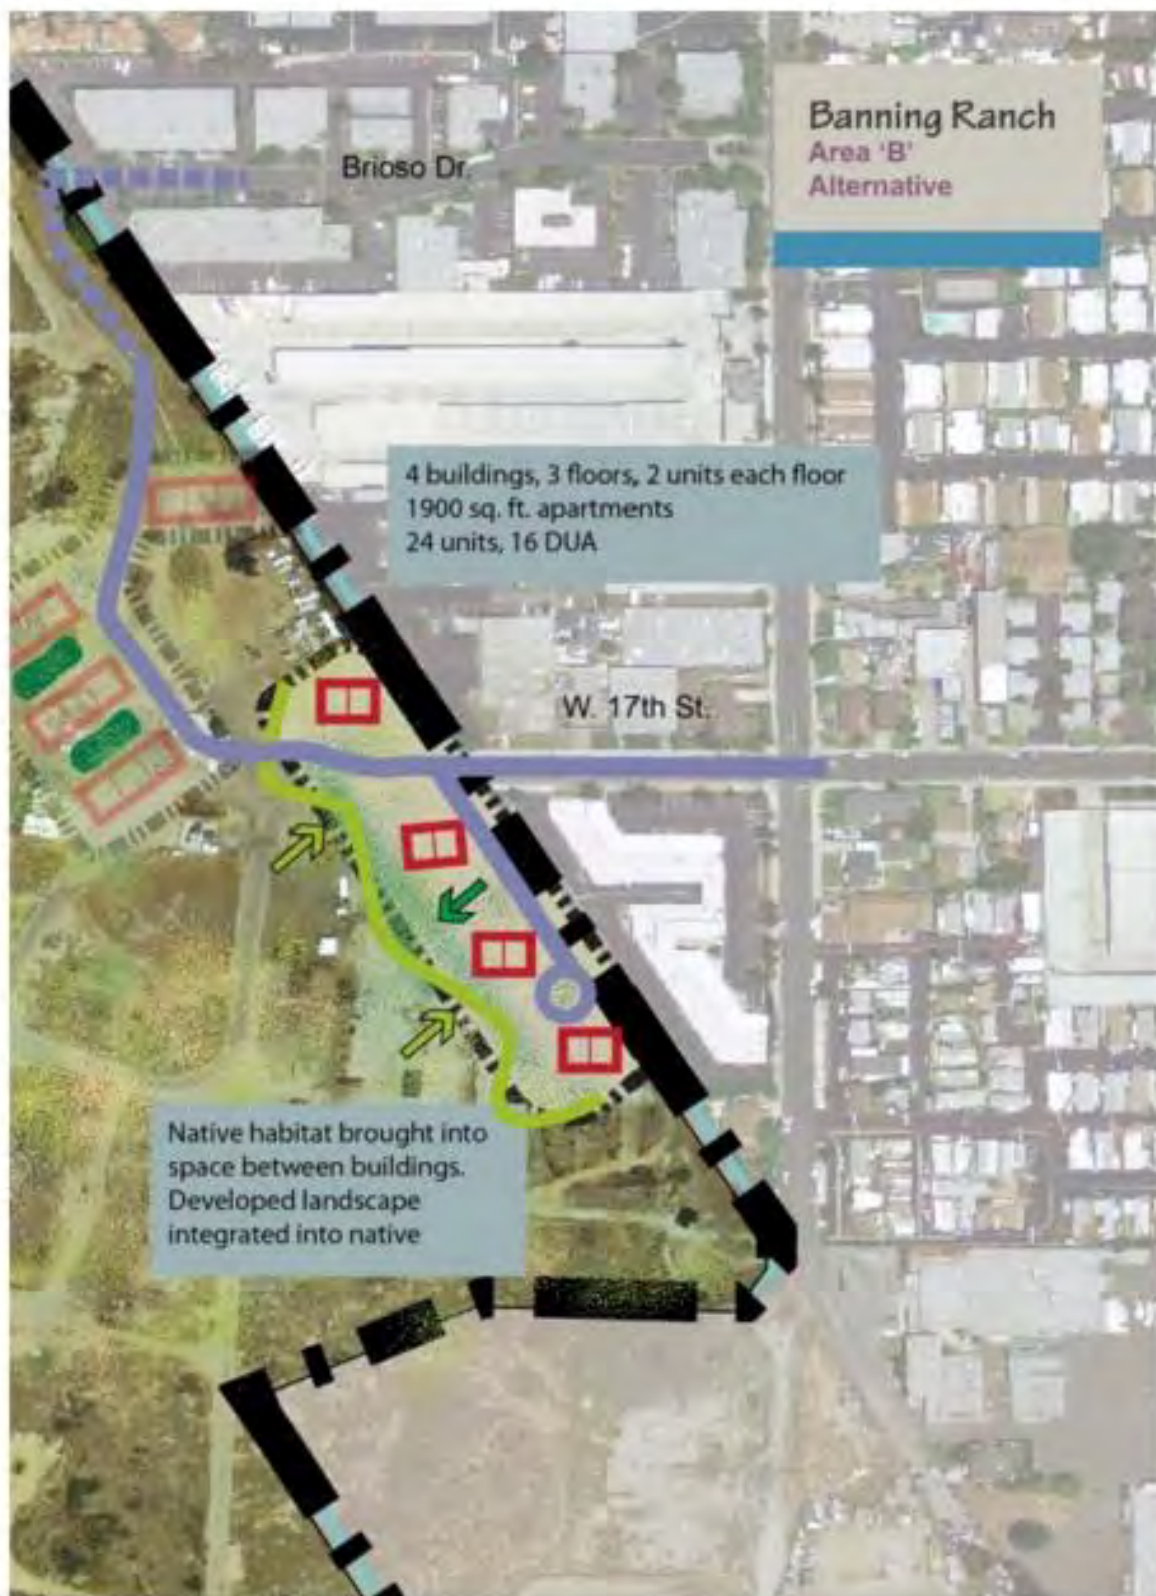 Banning Ranch
Area 'B'
Alternative
Brioso Dr.
4 buildings, 3 floors, 2 units each floor
1900 sq. ft. apartments
24 units, 16 DUA
W. 17th St.
Native habitat brought into
space between buildings.
Developed landscape
integrated into native